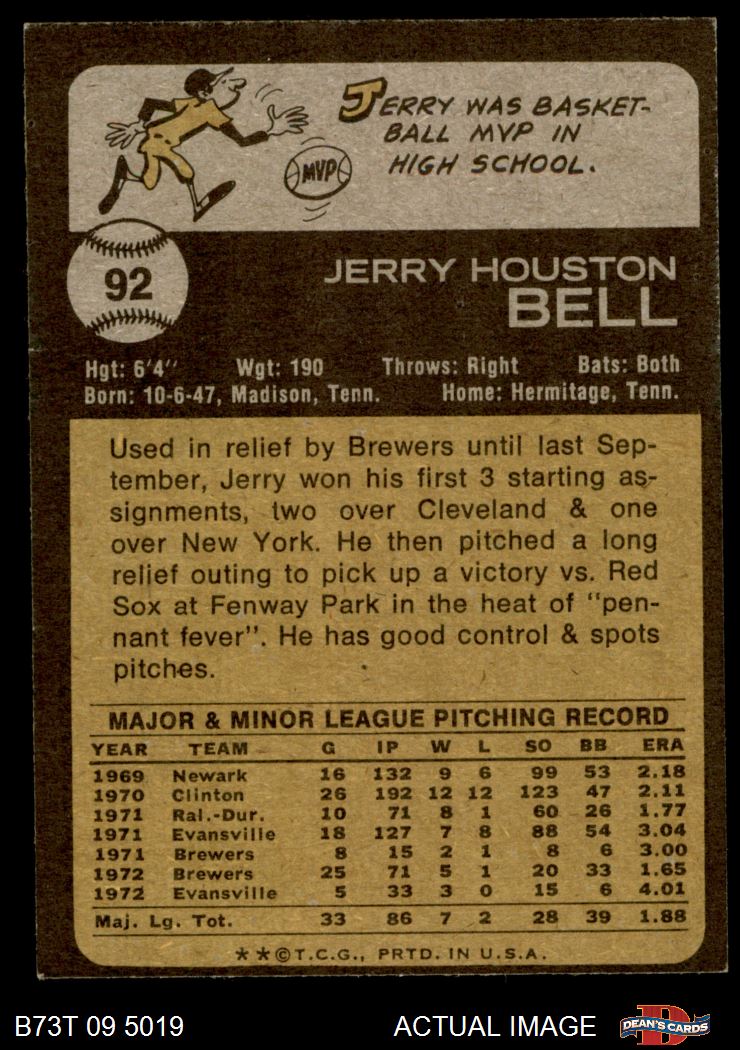 JERRY WAS BASKET-
BALL MVP IN
HIGH SCHOOL.
MVP
92
JERRY HOUSTON
BELL
Hgt: 6'4" Wgt: 190 Throws: Right Bats: Both
Born: 10-6-47, Madison, Tenn. Home: Hermitage, Tenn.
Used in relief by Brewers until last Sep-
tember, Jerry won his first 3 starting as-
signments, two over Cleveland & one
over New York. He then pitched a long
relief outing to pick up a victory vs. Red
Sox at Fenway Park in the heat of "pen-
nant fever". He has good control & spots
pitches.
MAJOR & MINOR LEAGUE PITCHING RECORD
YEAR TEAM G IP W L SO BB ERA
1969 Newark 16 132 9 6 99 53 2.18
1970 Clinton 26 192 12 12 123 47 2.11
1971 Ral.-Dur. 10 71 8 1 60 26 1.77
1971 Evansville 18 127 7 8 88 54 3.04
1971 Brewers 8 15 2 1 8 6 3.00
1972 Brewers 25 71 5 1 20 33 1.65
1972 Evansville 5 33 3 0 15 6 4.01
Maj. Lg. Tot. 33 86 7 2 28 39 1.88
**©T.C.G., PRTD. IN U.S.A.
B73T 09 5019 ACTUAL IMAGE D DEAN'S CARDS